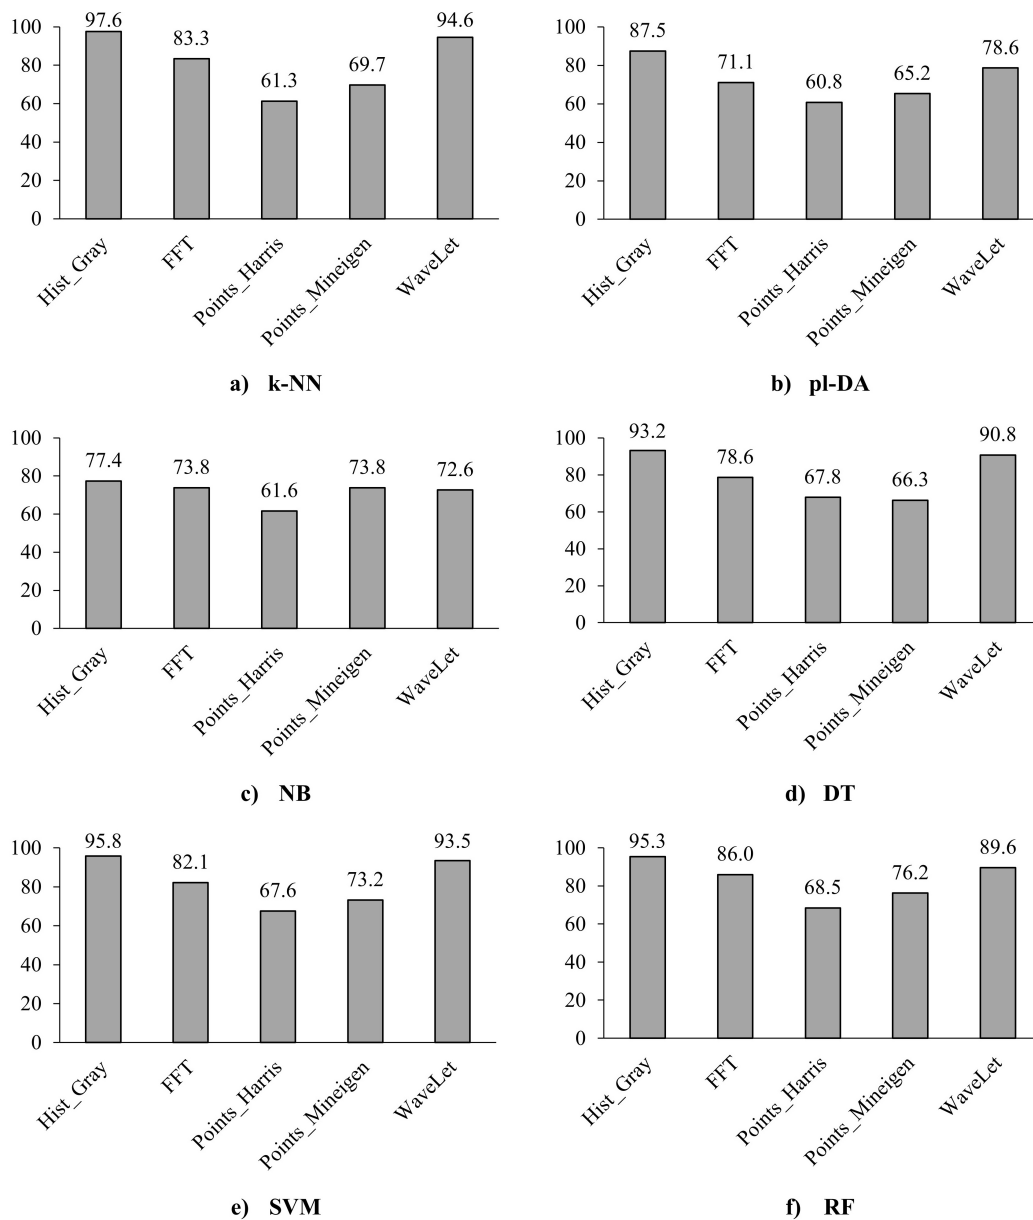 97.6
83.3
61.3
69.7
94.6
100
80
60
40
20
0
Hist_Gray
FFT
Points_Harris
Points_Mineigen
WaveLet
a) k-NN
87.5
71.1
60.8
65.2
78.6
100
80
60
40
20
0
Hist_Gray
FFT
Points_Harris
Points_Mineigen
WaveLet
b) pl-DA
77.4
73.8
61.6
73.8
72.6
100
80
60
40
20
0
Hist_Gray
FFT
Points_Harris
Points_Mineigen
WaveLet
c) NB
93.2
78.6
67.8
66.3
90.8
100
80
60
40
20
0
Hist_Gray
FFT
Points_Harris
Points_Mineigen
WaveLet
d) DT
95.8
82.1
67.6
73.2
93.5
100
80
60
40
20
0
Hist_Gray
FFT
Points_Harris
Points_Mineigen
WaveLet
e) SVM
95.3
86.0
68.5
76.2
89.6
100
80
60
40
20
0
Hist_Gray
FFT
Points_Harris
Points_Mineigen
WaveLet
f) RF